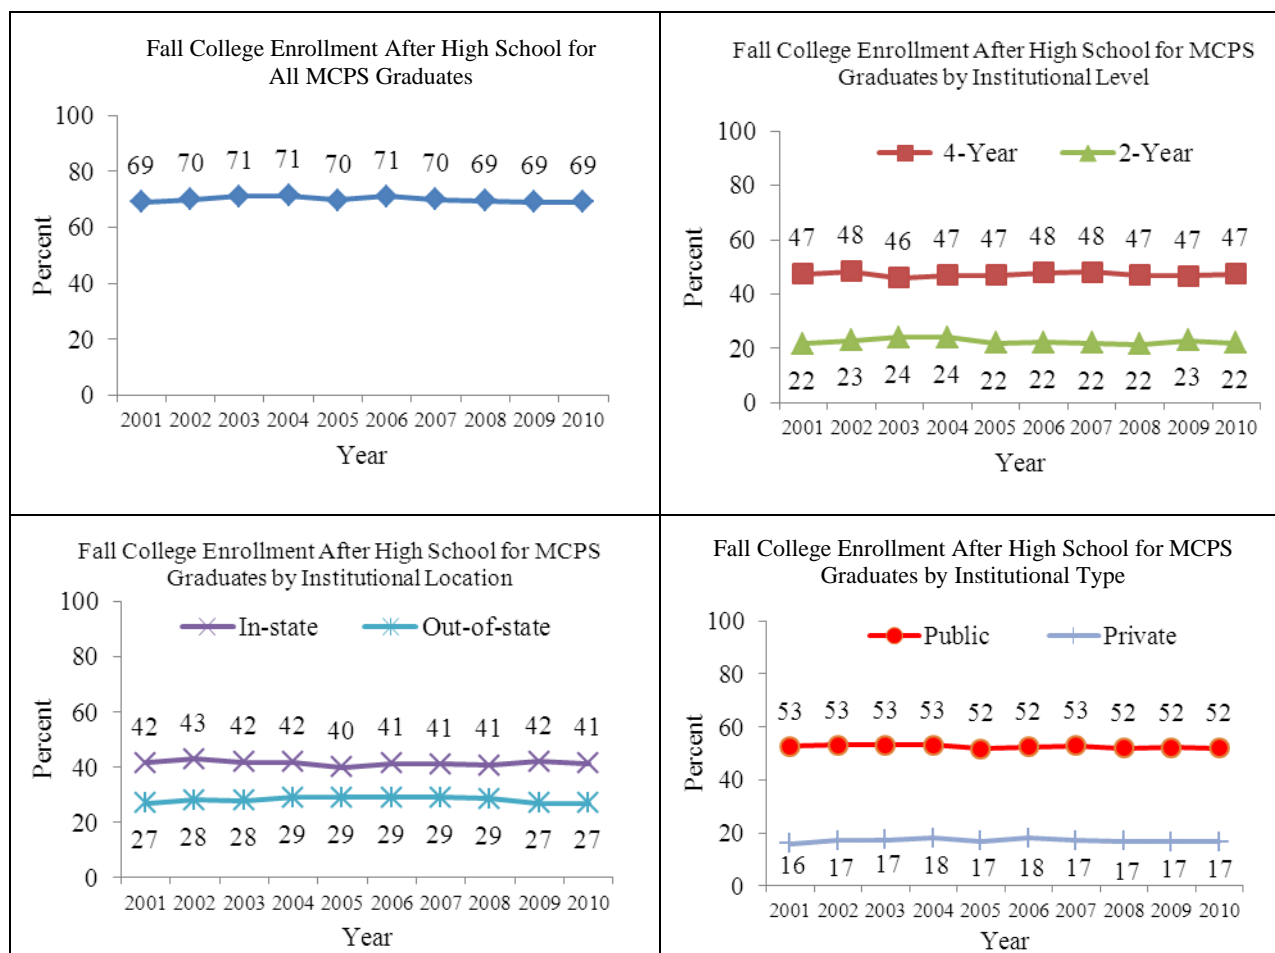 Fall College Enrollment After High School for
All MCPS Graduates
100
80
60
40
20
0
Percent
69 70 71 71 70 71 70 69 69 69
2001 2002 2003 2004 2005 2006 2007 2008 2009 2010
Year
Fall College Enrollment After High School for MCPS
Graduates by Institutional Level
100
80
60
40
20
0
Percent
4-Year 2-Year
47 48 46 47 47 48 48 47 47 47
22 23 24 24 22 22 22 22 23 22
2001 2002 2003 2004 2005 2006 2007 2008 2009 2010
Year
Fall College Enrollment After High School for MCPS
Graduates by Institutional Location
100
80
60
40
20
0
Percent
In-state Out-of-state
42 43 42 42 40 41 41 41 42 41
27 28 28 29 29 29 29 29 27 27
2001 2002 2003 2004 2005 2006 2007 2008 2009 2010
Year
Fall College Enrollment After High School for MCPS
Graduates by Institutional Type
100
80
60
40
20
0
Percent
Public Private
53 53 53 53 52 52 53 52 52 52
16 17 17 18 17 18 17 17 17 17
2001 2002 2003 2004 2005 2006 2007 2008 2009 2010
Year